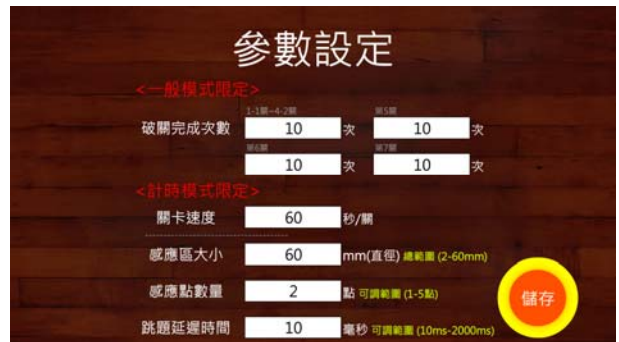 參數設定
<一般模式限定>
1-1關~4-2關 第5關
破關完成次數 10 次 10 次
第6關 第7關
10 次 10 次
<計時模式限定>
關卡速度 60 秒/關
感應區大小 60 mm(直徑) 總範圍 (2-60mm)
感應點數量 2 點 可調範圍 (1-5點)
儲存
跳題延遲時間 10 毫秒 可調範圍 (10ms-2000ms)